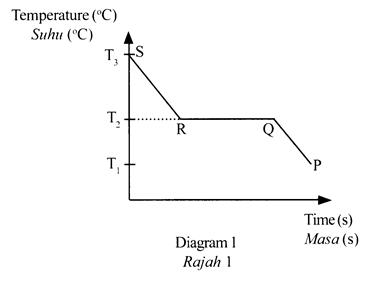 Temperature (°C)
Suhu (°C)
T3
S
T2
R
Q
T1
P
Time (s)
Masa (s)
Diagram 1
Rajah 1